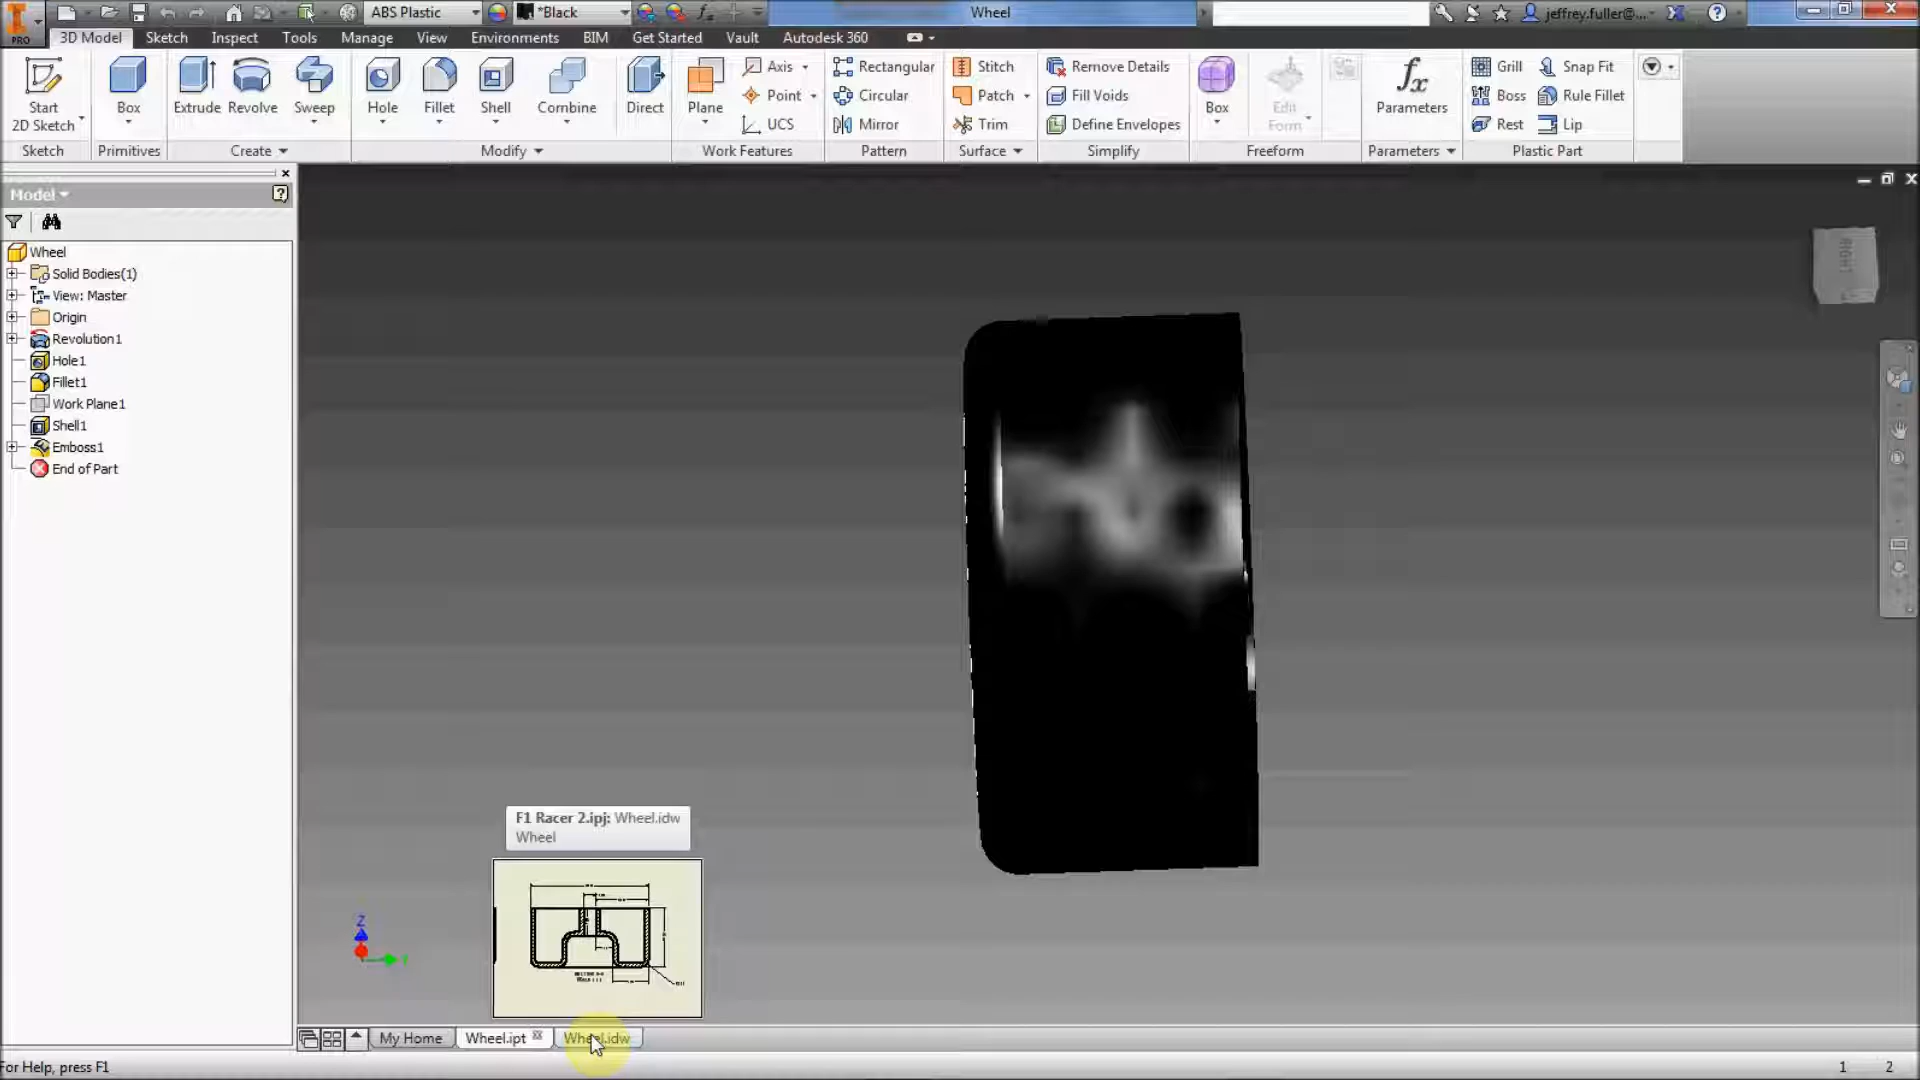 ABS Plastic
*Black
Wheel
jeffrey.fuller@...
PRO
3D Model Sketch Inspect Tools Manage View Environments BIM Get Started Vault Autodesk 360
Start
2D Sketch
Box
Extrude
Revolve
Sweep
Hole
Fillet
Shell
Combine
Direct
Plane
Axis
Point
UCS
Rectangular
Circular
Mirror
Stitch
Patch
Trim
Remove Details
Fill Voids
Define Envelopes
Box
Edit
Form
Parameters
Grill
Boss
Rest
Snap Fit
Rule Fillet
Lip
Sketch Primitives Create Modify Work Features Pattern Surface Simplify Freeform Parameters Plastic Part
Model
Wheel
Solid Bodies(1)
View: Master
Origin
Revolution1
Hole1
Fillet1
Work Plane1
Shell1
Emboss1
End of Part
RIGHT
F1 Racer 2.ipj: Wheel.idw
Wheel
Z
My Home Wheel.ipt Wheel.idw
For Help, press F1
1 2